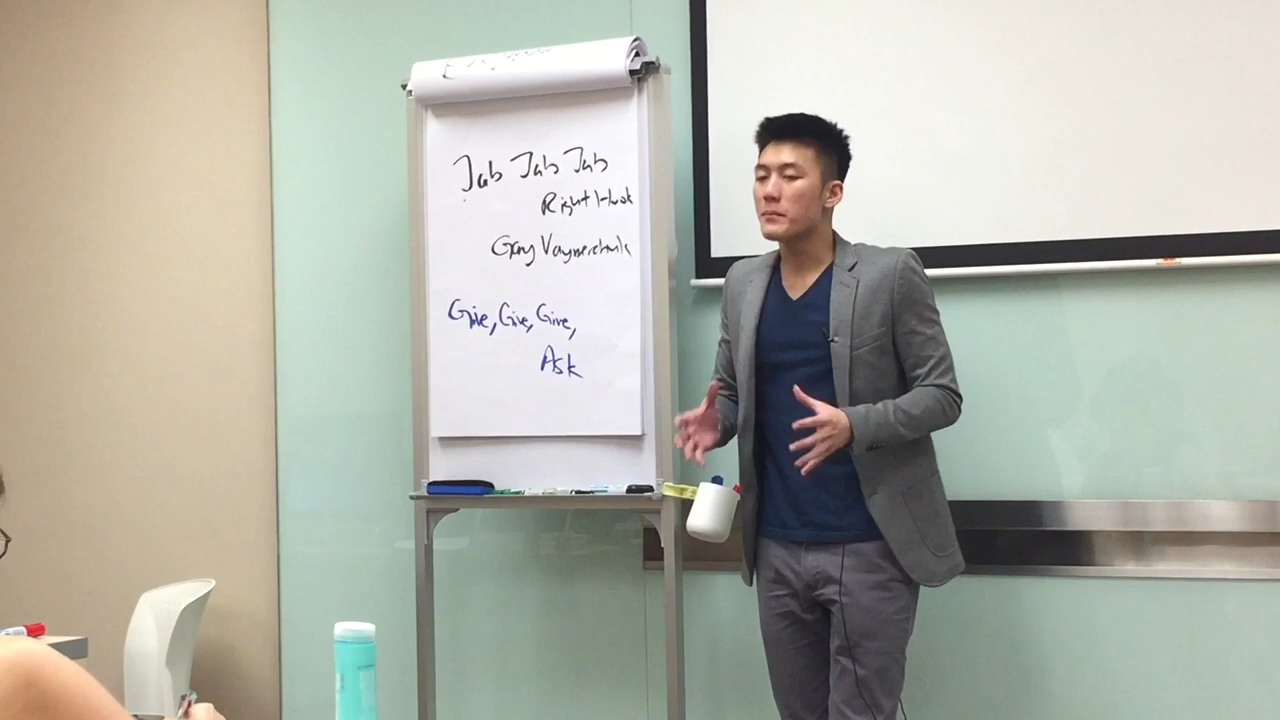 Jab Jab Jab
Right Hook
Gary Vaynerchuk
Give, Give, Give,
Ask